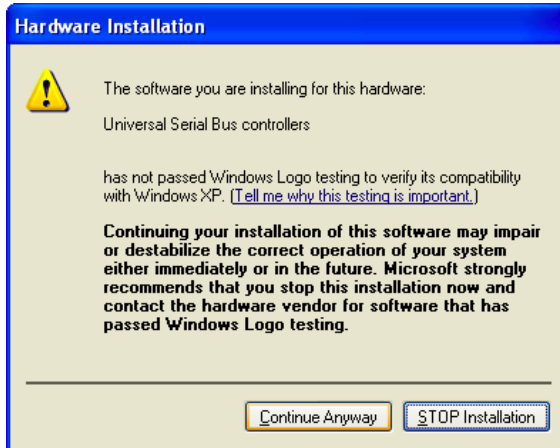 Hardware Installation
The software you are installing for this hardware:
Universal Serial Bus controllers
has not passed Windows Logo testing to verify its compatibility
with Windows XP. (Tell me why this testing is important.)
Continuing your installation of this software may impair
or destabilize the correct operation of your system
either immediately or in the future. Microsoft strongly
recommends that you stop this installation now and
contact the hardware vendor for software that has
passed Windows Logo testing.
Continue Anyway
STOP Installation